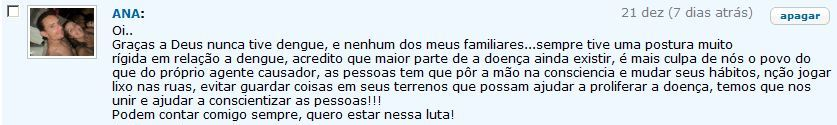 ANA:
21 dez (7 dias atrás)
apagar
Oi..
Graças a Deus nunca tive dengue, e nenhum dos meus familiares...sempre tive uma postura muito
rígida em relação a dengue, acredito que maior parte de a doença ainda existir, é mais culpa de nós o povo do
que do próprio agente causador, as pessoas tem que pôr a mão na consciencia e mudar seus hábitos, nção jogar
lixo nas ruas, evitar guardar coisas em seus terrenos que possam ajudar a proliferar a doença, temos que nos
unir e ajudar a conscientizar as pessoas!!!
Podem contar comigo sempre, quero estar nessa luta!